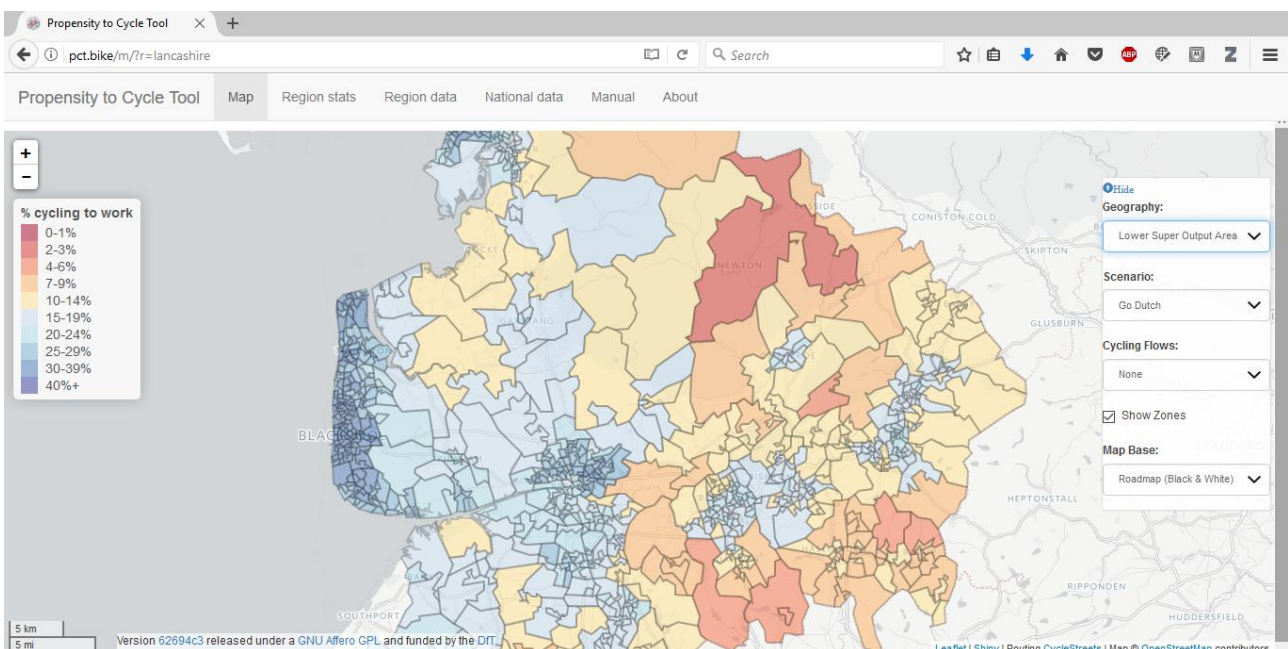 Propensity to Cycle Tool × +
pct.bike/m/?r=lancashire
Search
ABP
Z
Propensity to Cycle Tool Map Region stats Region data National data Manual About
+
−
% cycling to work
0-1%
2-3%
4-6%
7-9%
10-14%
15-19%
20-24%
25-29%
30-39%
40%+
Hide
Geography:
Lower Super Output Area
Scenario:
Go Dutch
Cycling Flows:
None
Show Zones
Map Base:
Roadmap (Black & White)
CONISTON COLD
SKIPTON
NEWTON
GLUSBURN
HEPTONSTALL
RIPPONDEN
HUDDERSFIELD
SOUTHPORT
5 km
5 mi
Version 62694c3 released under a GNU Affero GPL and funded by the DfT.
Leaflet | Shiny | Routing CycleStreets | Map © OpenStreetMap contributors